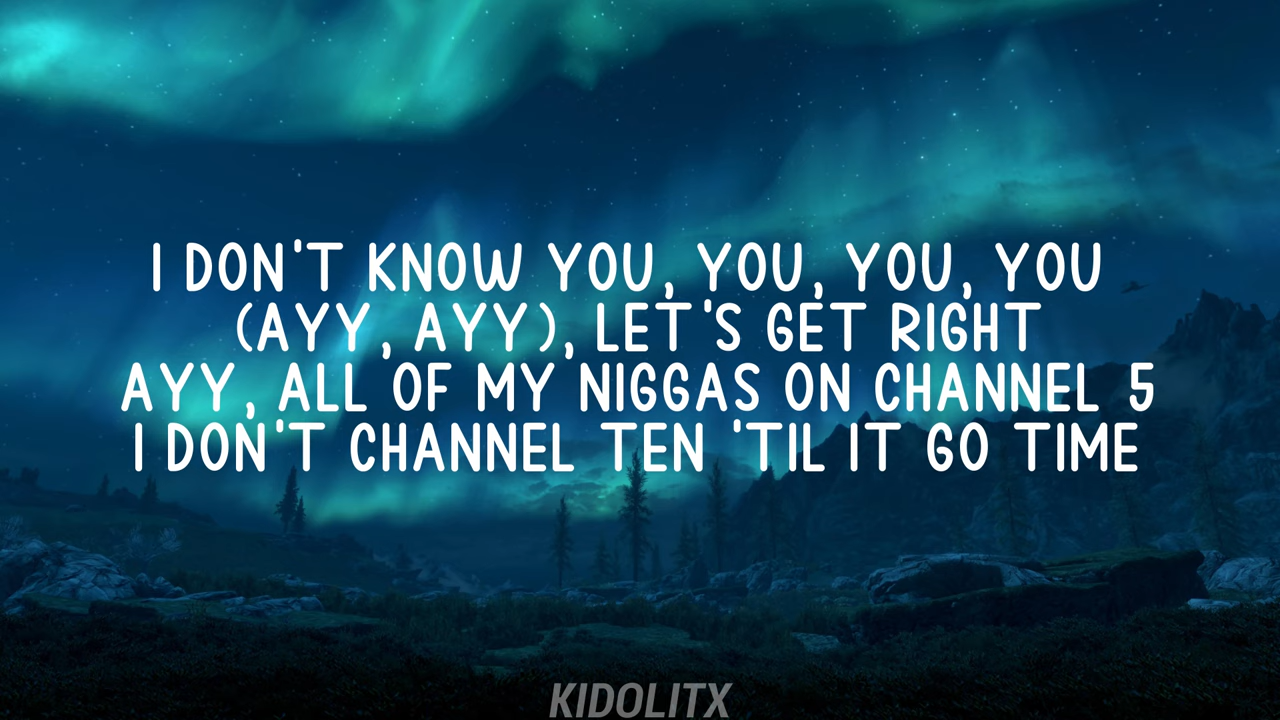 I DON'T KNOW YOU, YOU, YOU, YOU
(AYY, AYY), LET'S GET RIGHT
AYY, ALL OF MY NIGGAS ON CHANNEL 5
I DON'T CHANNEL TEN 'TIL IT GO TIME
KIDOLITX